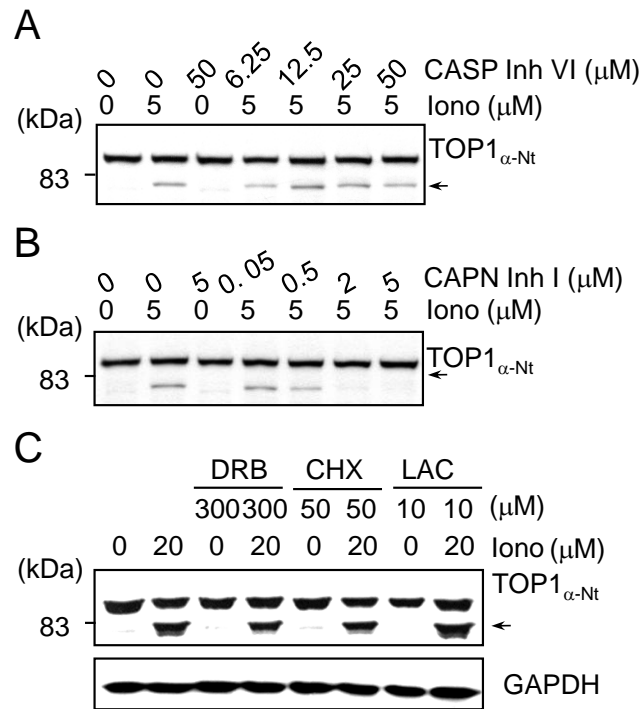 A
0 0 50 6.25 12.5 25 50 CASP Inh VI (μM)
0 5 0 5 5 5 5 Iono (μM)
(kDa)
TOP1α-Nt
83
B
0 0 5 0.05 0.5 2 5 CAPN Inh I (μM)
0 5 0 5 5 5 5 Iono (μM)
(kDa)
TOP1α-Nt
83
C
DRB CHX LAC
300 300 50 50 10 10 (μM)
0 20 0 20 0 20 0 20 Iono (μM)
(kDa)
TOP1α-Nt
83
GAPDH